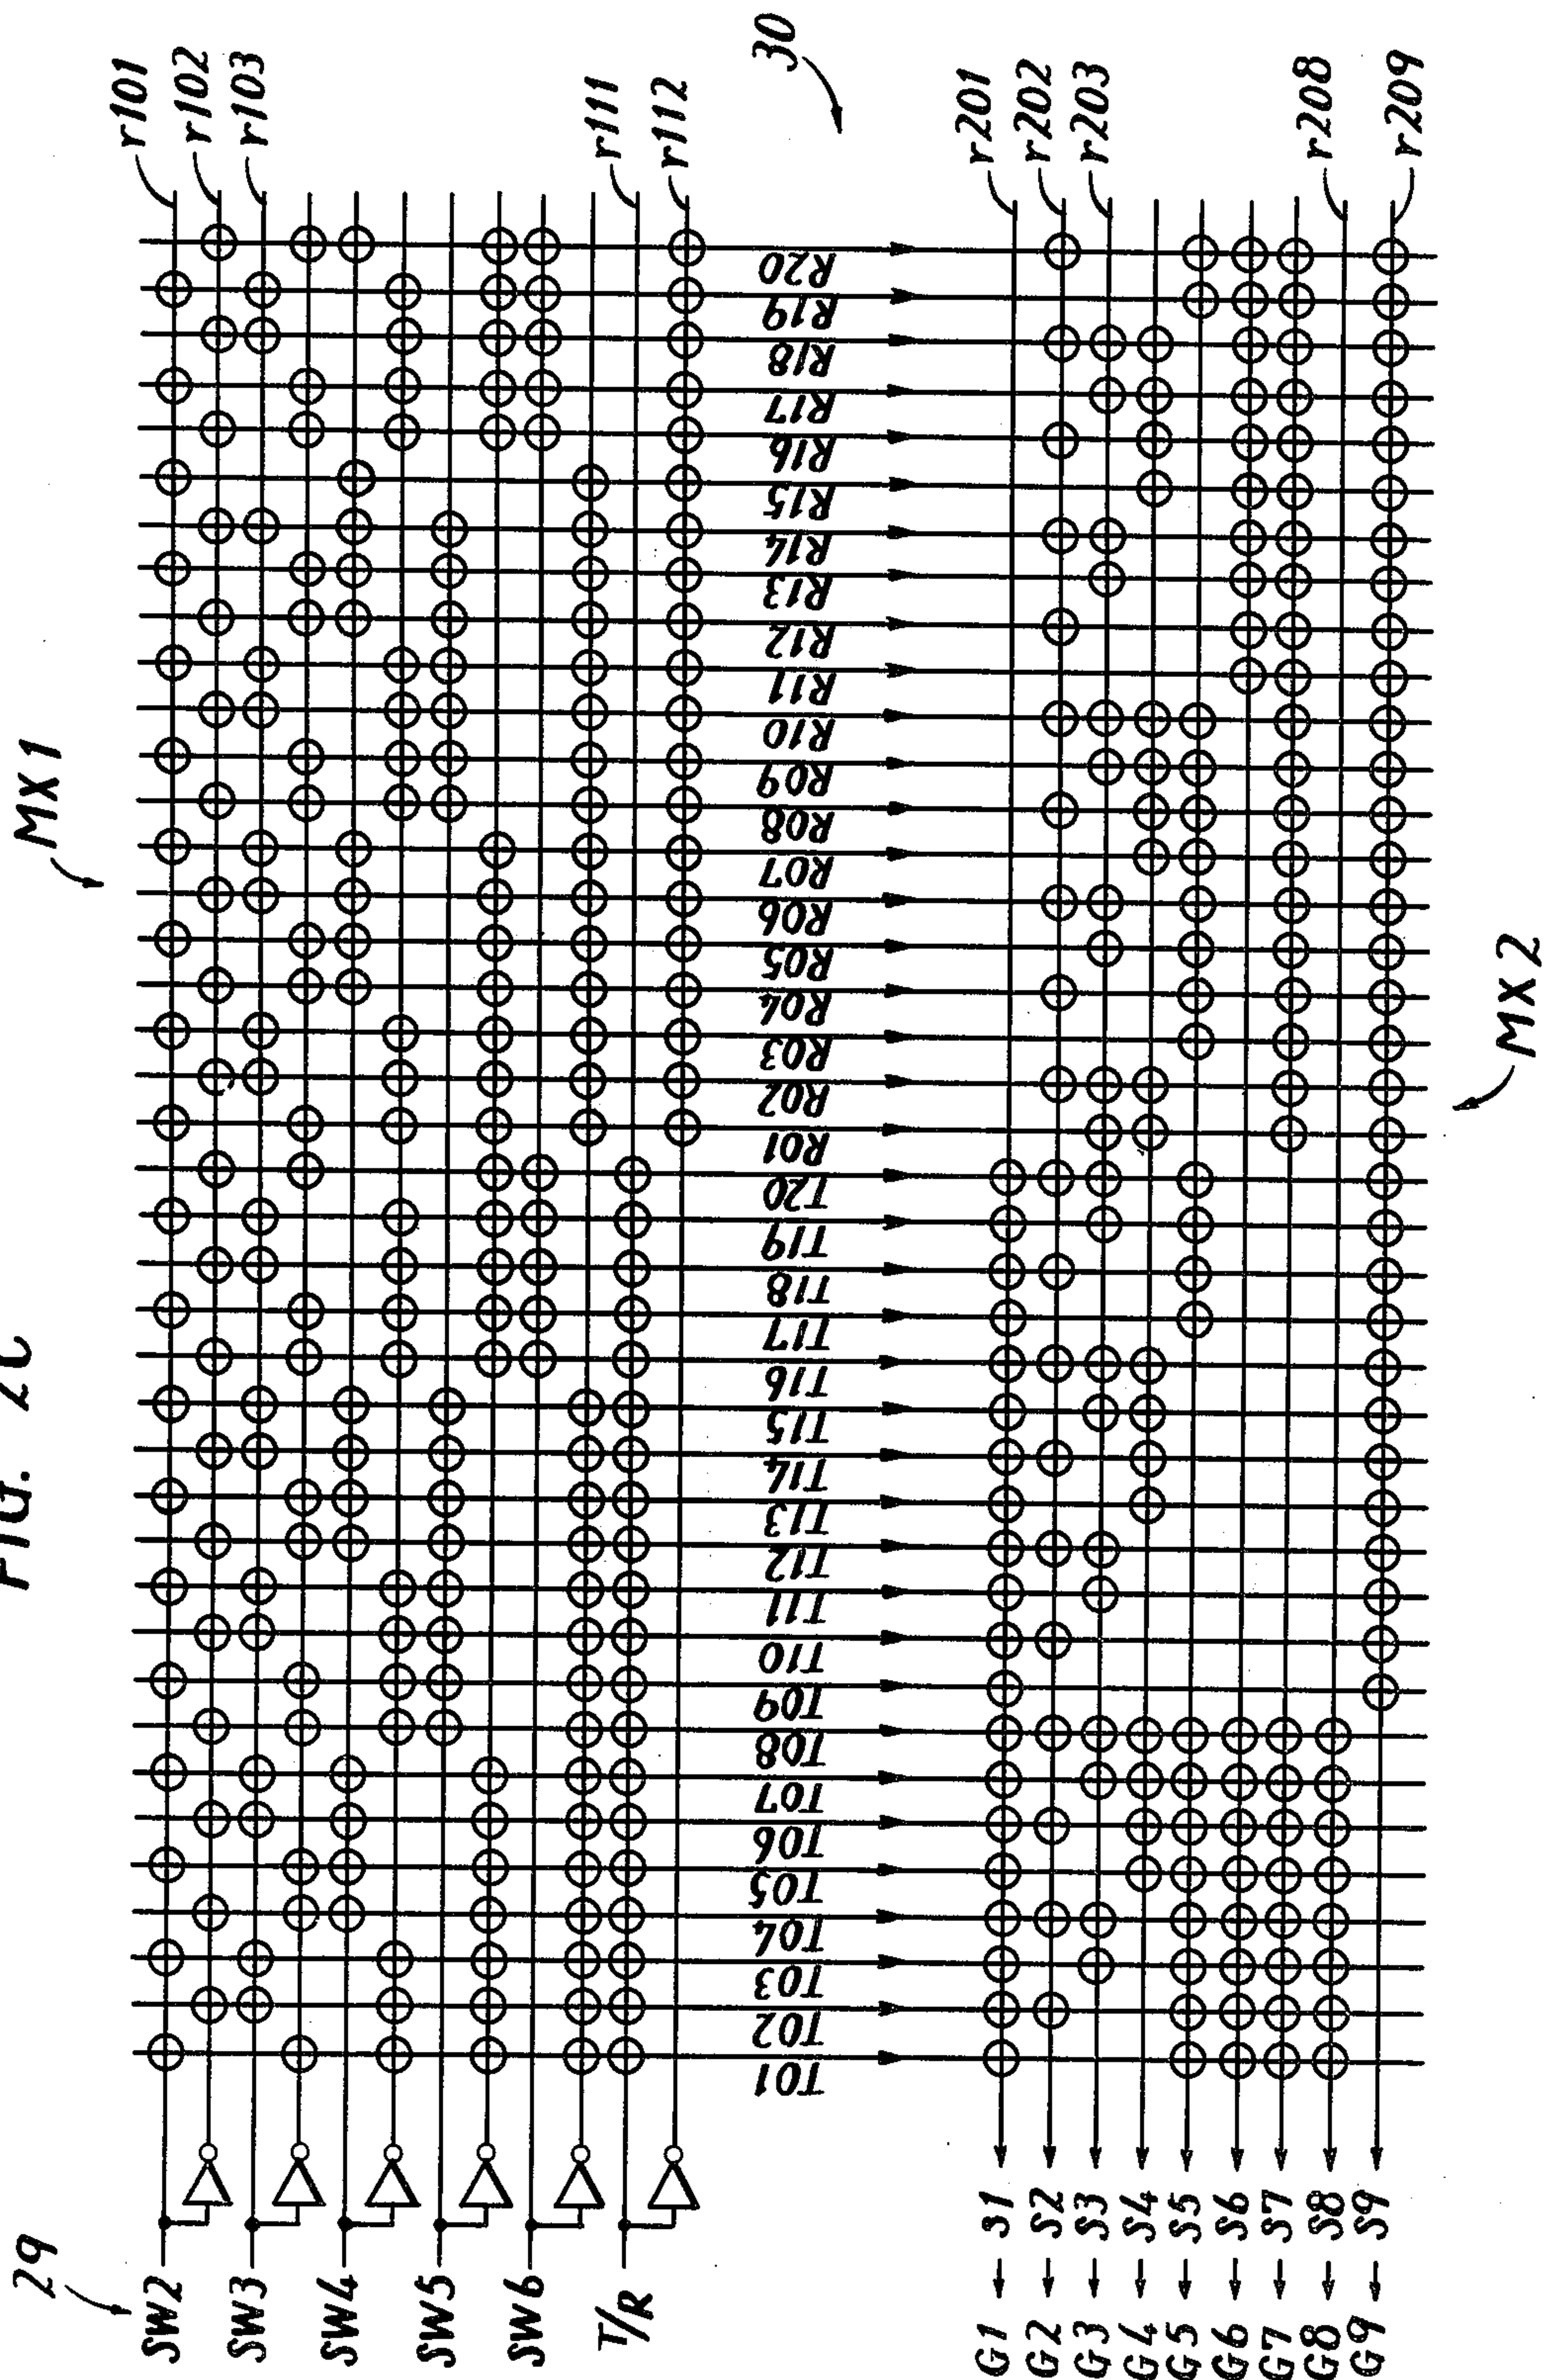 FIG. 2C
29
MX1
SW2
SW3
SW4
SW5
SW6
T/R
r101
r102
r103
r111
r112
30
T01
T02
T03
T04
T05
T06
T07
T08
T09
T10
T11
T12
T13
T14
T15
T16
T17
T18
T19
T20
R01
R02
R03
R04
R05
R06
R07
R08
R09
R10
R11
R12
R13
R14
R15
R16
R17
R18
R19
R20
r201
r202
r203
r208
r209
G1 S1
G2 S2
G3 S3
G4 S4
G5 S5
G6 S6
G7 S7
G8 S8
G9 S9
MX2